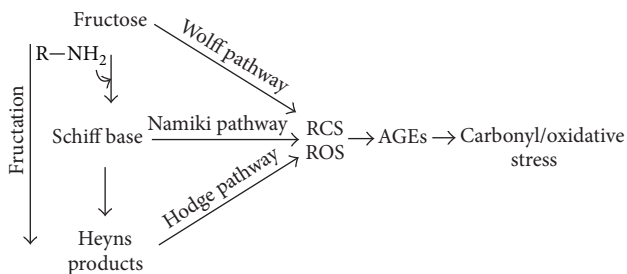 Fructose
R–NH2
Wolff pathway
Fructation
Schiff base
Namiki pathway
RCS
ROS
AGEs
Carbonyl/oxidative
stress
Hodge pathway
Heyns
products